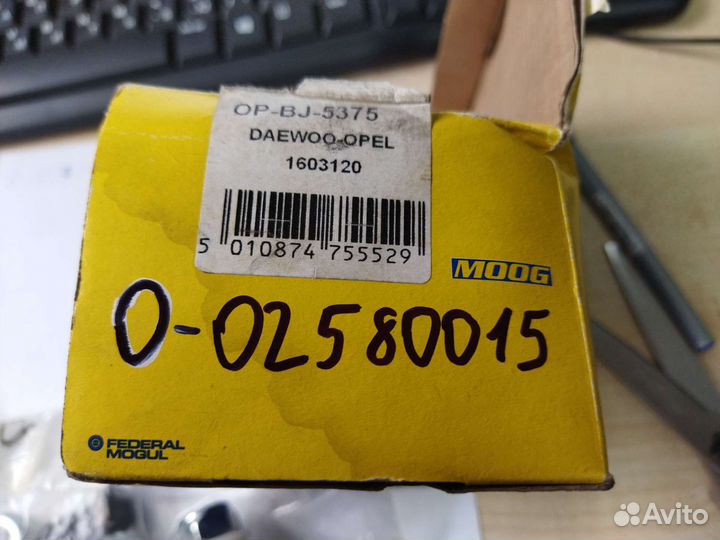 OP-BJ-5375
DAEWOO-OPEL
1603120
5 010874 755529
MOOG
0-02580015
FEDERAL
MOGUL
Avito